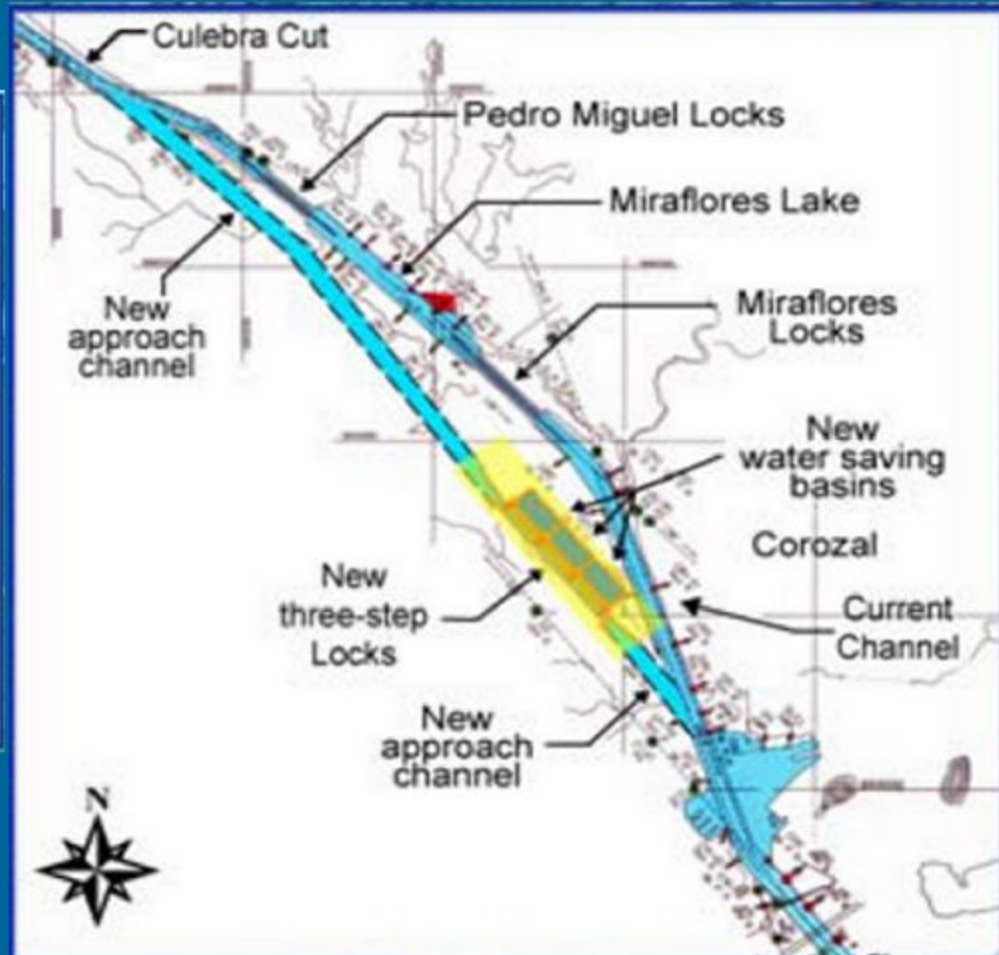 Culebra Cut
Pedro Miguel Locks
Miraflores Lake
New
approach
channel
Miraflores
Locks
New
water saving
basins
Corozal
New
three-step
Locks
Current
Channel
New
approach
channel
N